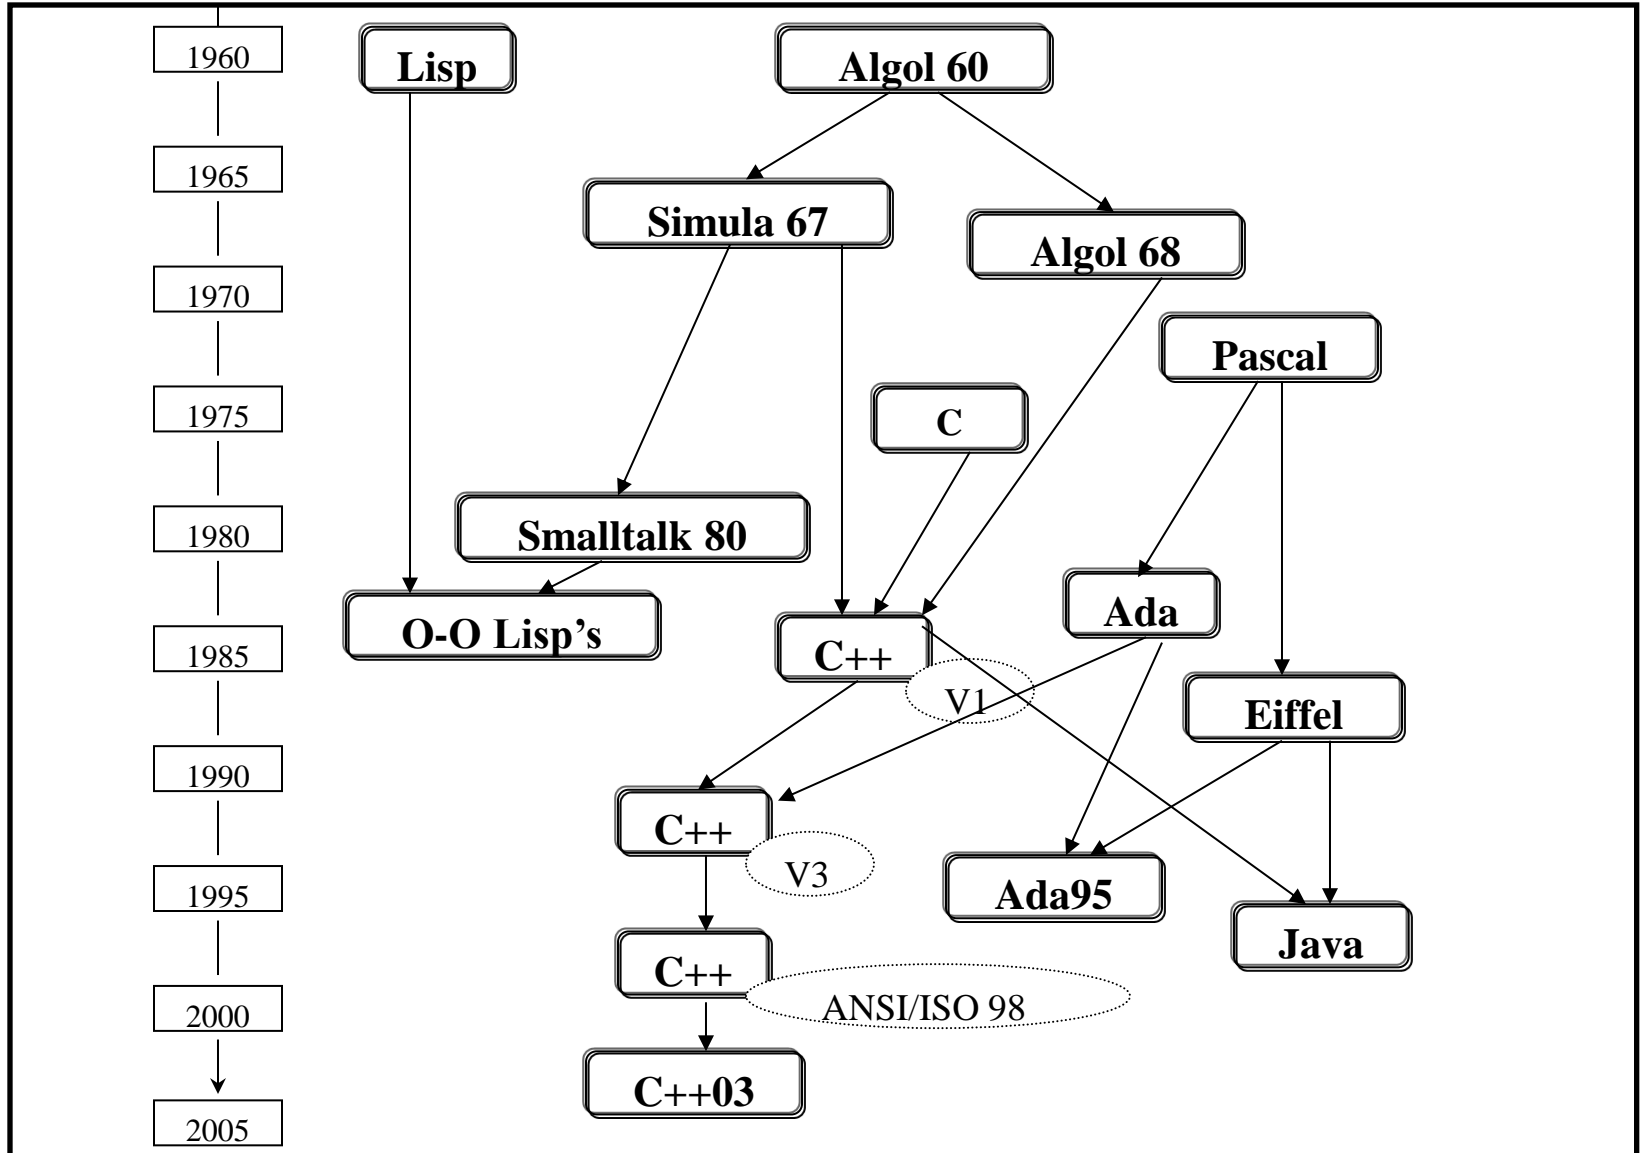 1960
Lisp
Algol 60
1965
Simula 67
Algol 68
1970
Pascal
1975
C
1980
Smalltalk 80
Ada
O-O Lisp’s
1985
C++
V1
Eiffel
1990
C++
V3
1995
Ada95
Java
C++
ANSI/ISO 98
2000
C++03
2005